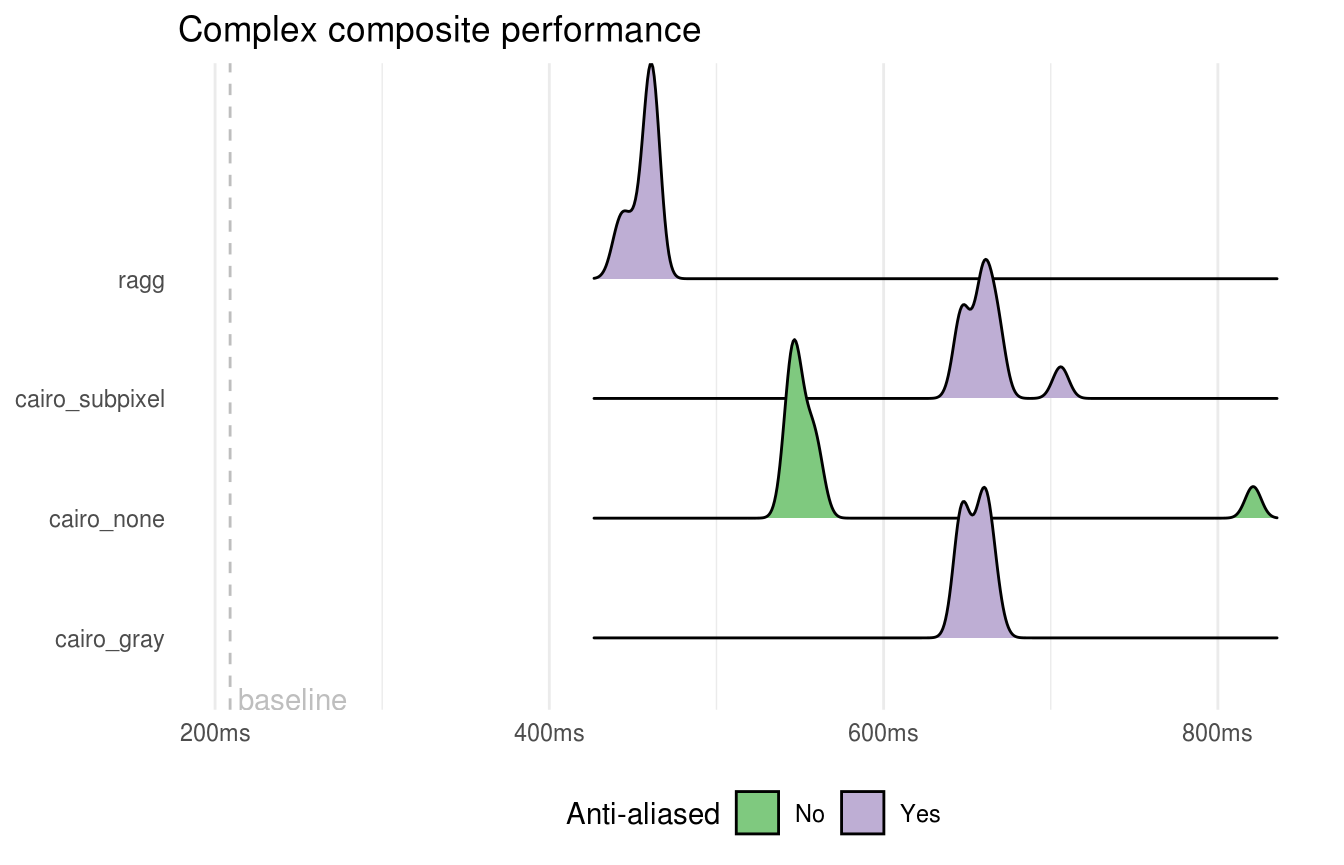 Complex composite performance
ragg
cairo_subpixel
cairo_none
cairo_gray
baseline
200ms 400ms 600ms 800ms
Anti-aliased No Yes